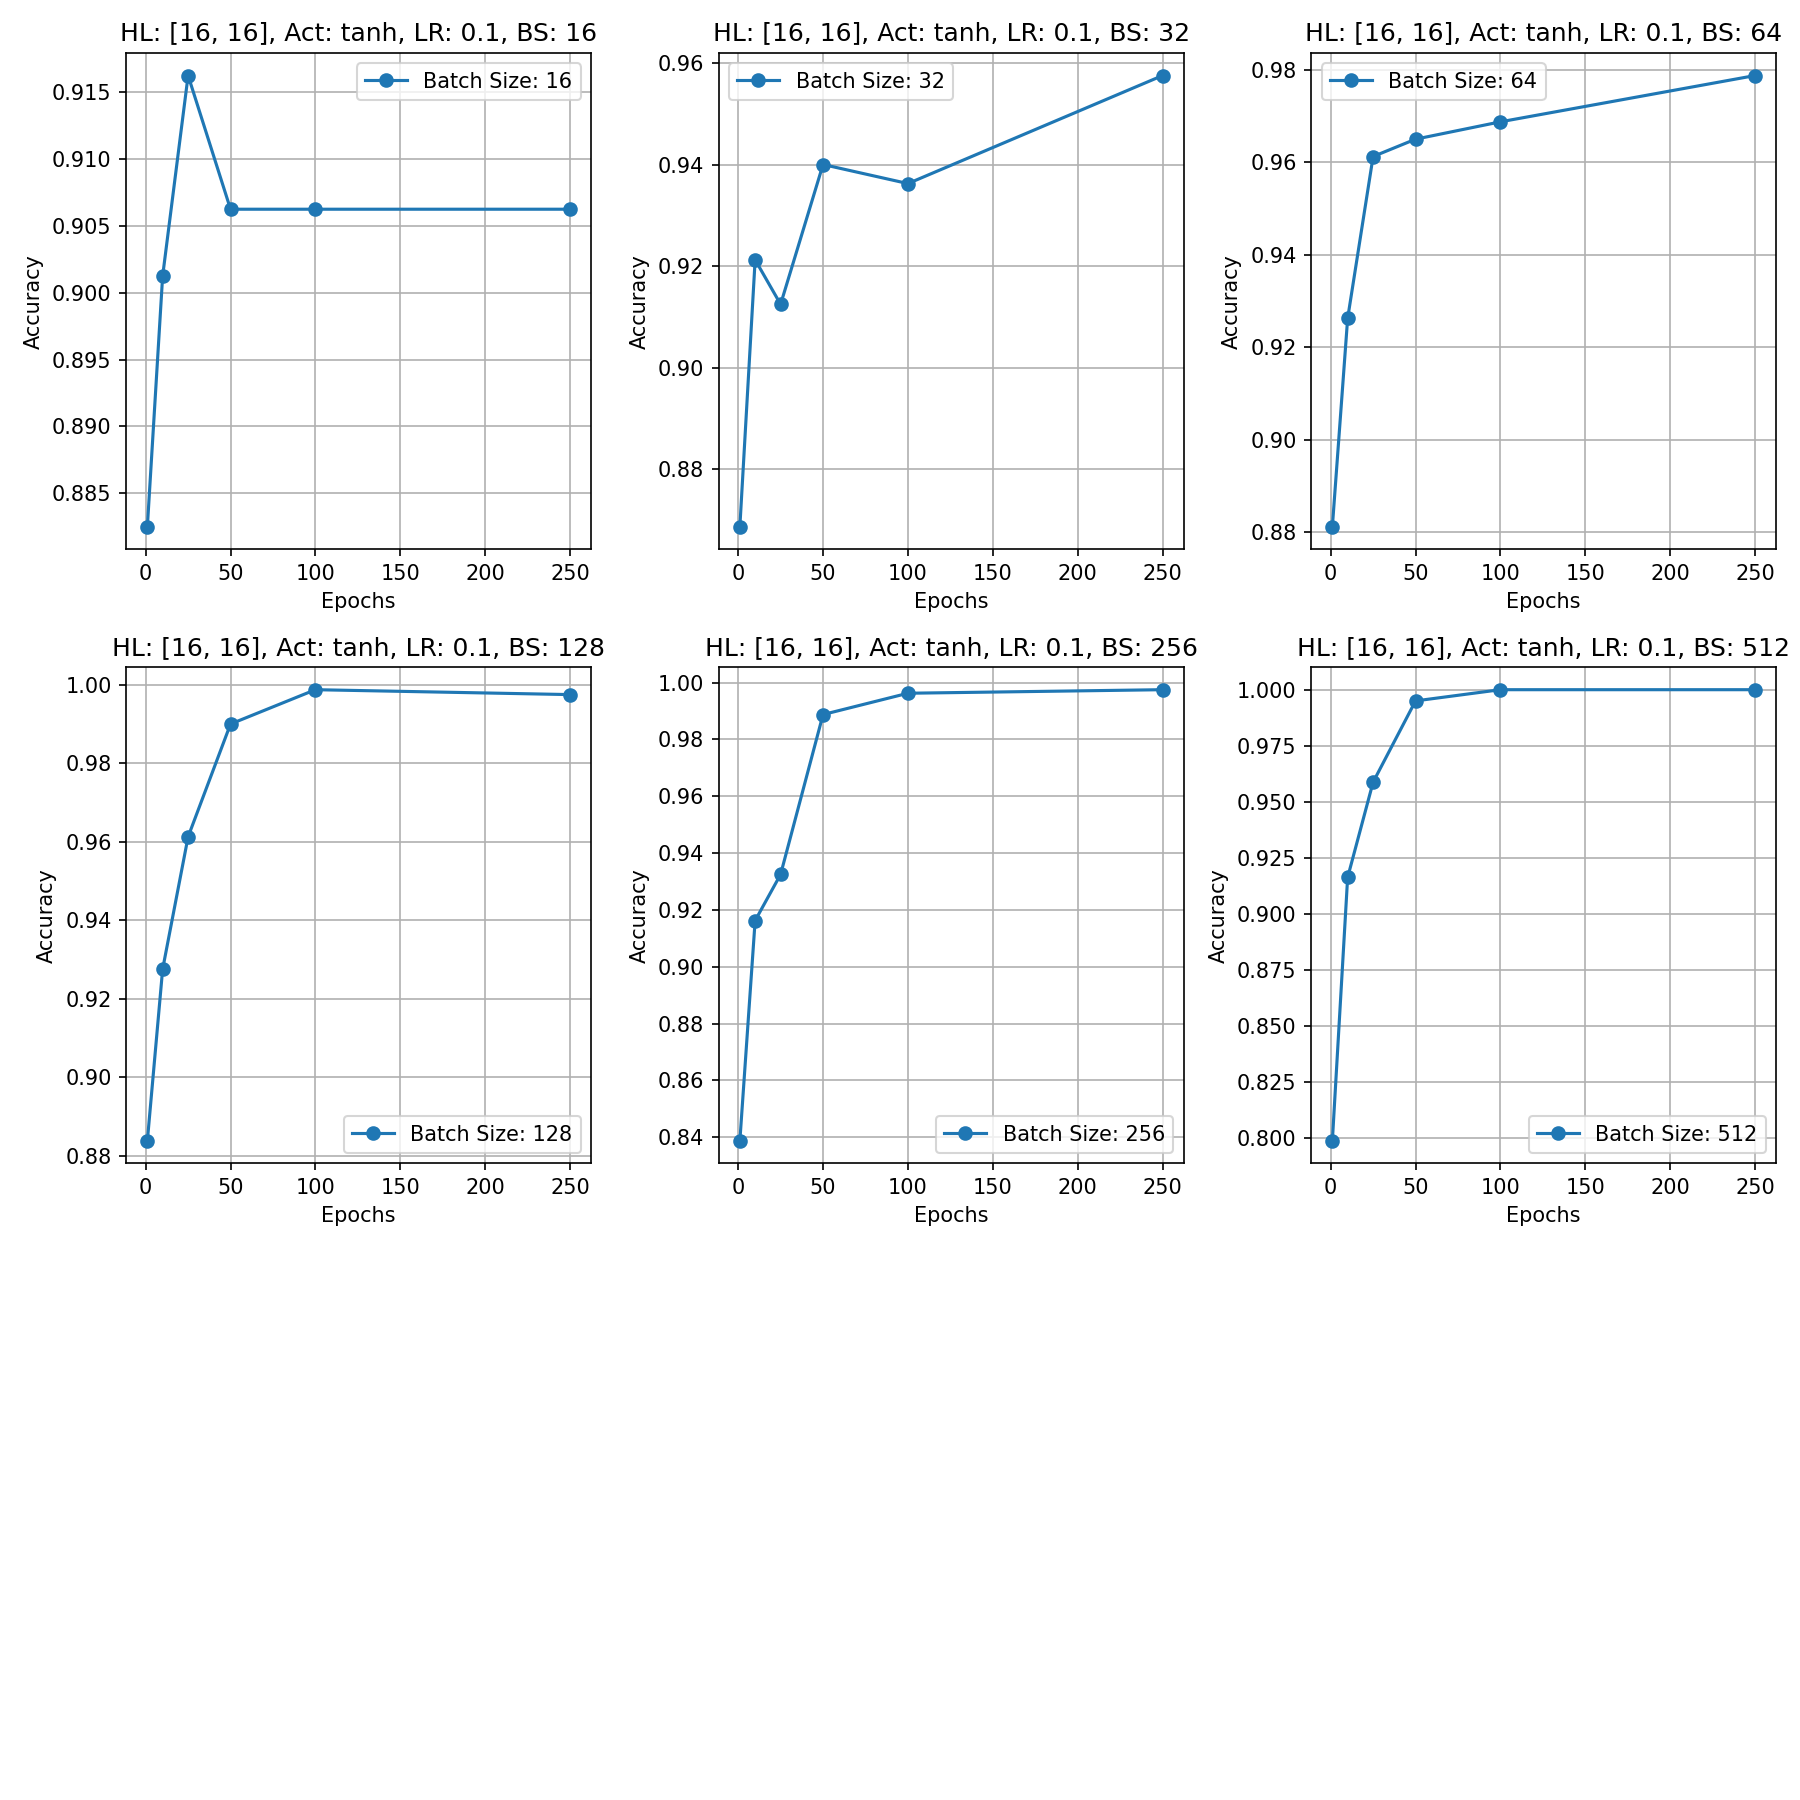 HL: [16, 16], Act: tanh, LR: 0.1, BS: 16
Batch Size: 16
0.915
0.910
0.905
0.900
0.895
0.890
0.885
Accuracy
0 50 100 150 200 250
Epochs
HL: [16, 16], Act: tanh, LR: 0.1, BS: 32
Batch Size: 32
0.96
0.94
0.92
0.90
0.88
Accuracy
0 50 100 150 200 250
Epochs
HL: [16, 16], Act: tanh, LR: 0.1, BS: 64
Batch Size: 64
0.98
0.96
0.94
0.92
0.90
0.88
Accuracy
0 50 100 150 200 250
Epochs
HL: [16, 16], Act: tanh, LR: 0.1, BS: 128
1.00
0.98
0.96
0.94
0.92
0.90
0.88
Accuracy
Batch Size: 128
0 50 100 150 200 250
Epochs
HL: [16, 16], Act: tanh, LR: 0.1, BS: 256
1.00
0.98
0.96
0.94
0.92
0.90
0.88
0.86
0.84
Accuracy
Batch Size: 256
0 50 100 150 200 250
Epochs
HL: [16, 16], Act: tanh, LR: 0.1, BS: 512
1.000
0.975
0.950
0.925
0.900
0.875
0.850
0.825
0.800
Accuracy
Batch Size: 512
0 50 100 150 200 250
Epochs